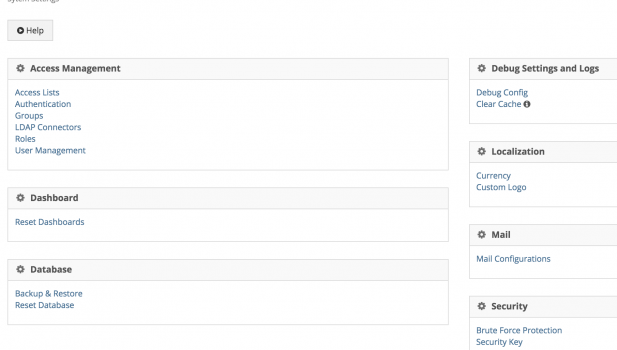 System Settings
Help
Access Management
Access Lists
Authentication
Groups
LDAP Connectors
Roles
User Management
Dashboard
Reset Dashboards
Database
Backup & Restore
Reset Database
Debug Settings and Logs
Debug Config
Clear Cache
Localization
Currency
Custom Logo
Mail
Mail Configurations
Security
Brute Force Protection
Security Key